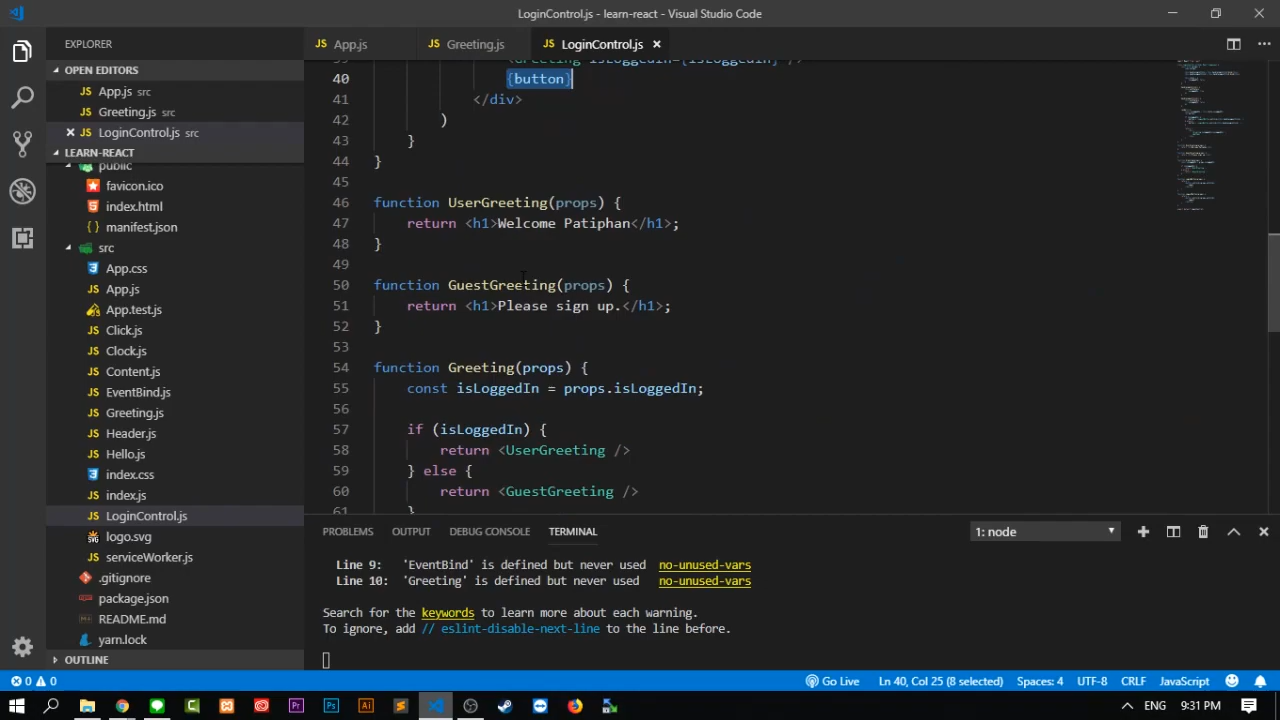 LoginControl.js - learn-react - Visual Studio Code
EXPLORER
OPEN EDITORS
App.js src
Greeting.js src
LoginControl.js src
LEARN-REACT
public
favicon.ico
index.html
manifest.json
src
App.css
App.js
App.test.js
Click.js
Clock.js
Content.js
EventBind.js
Greeting.js
Header.js
Hello.js
index.css
index.js
LoginControl.js
logo.svg
serviceWorker.js
.gitignore
package.json
README.md
yarn.lock
OUTLINE
App.js Greeting.js LoginControl.js
39 <Greeting isLoggedIn={isLoggedIn} />
40 {button}
41 </div>
42 )
43 }
44 }
45
46 function UserGreeting(props) {
47 return <h1>Welcome Patiphan</h1>;
48 }
49
50 function GuestGreeting(props) {
51 return <h1>Please sign up.</h1>;
52 }
53
54 function Greeting(props) {
55 const isLoggedIn = props.isLoggedIn;
56
57 if (isLoggedIn) {
58 return <UserGreeting />
59 } else {
60 return <GuestGreeting />
61 }
PROBLEMS OUTPUT DEBUG CONSOLE TERMINAL 1: node
Line 9: 'EventBind' is defined but never used no-unused-vars
Line 10: 'Greeting' is defined but never used no-unused-vars
Search for the keywords to learn more about each warning.
To ignore, add // eslint-disable-next-line to the line before.
0 0 Go Live Ln 40, Col 25 (8 selected) Spaces: 4 UTF-8 CRLF JavaScript
ENG 9:31 PM